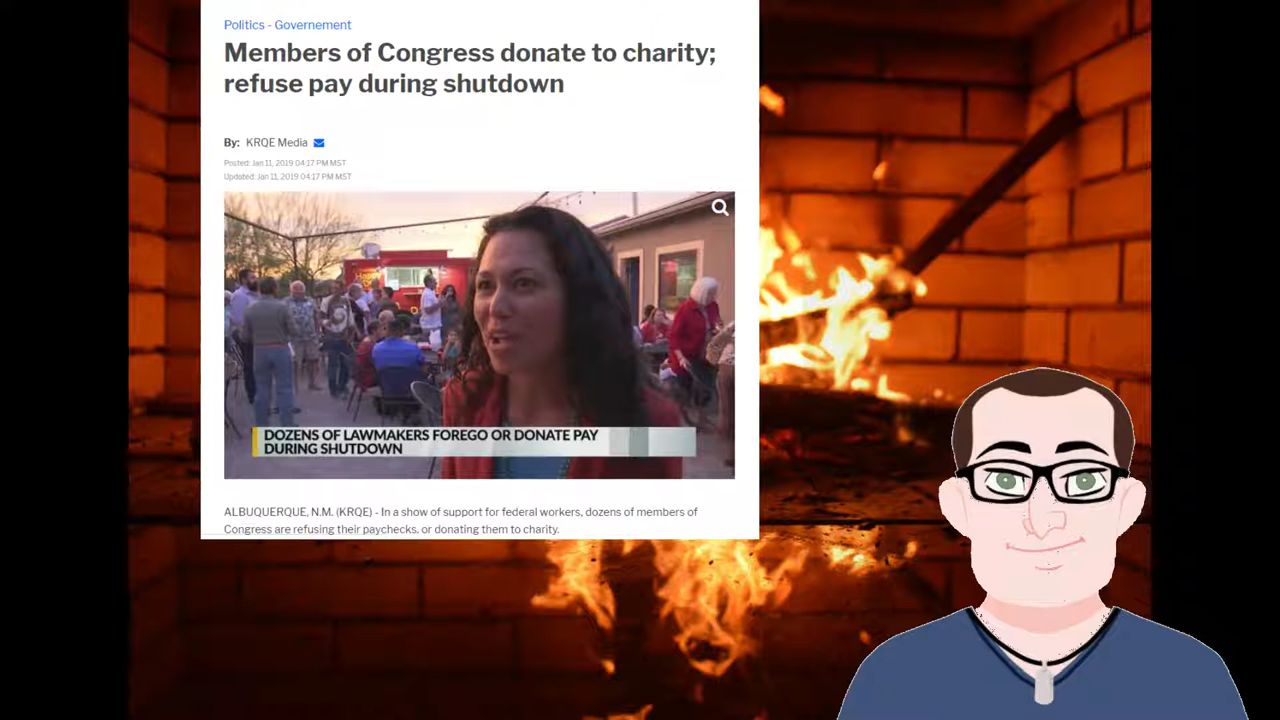 Politics - Governement
Members of Congress donate to charity;
refuse pay during shutdown
By: KRQE Media
Posted: Jan 11, 2019 04:17 PM MST
Updated: Jan 11, 2019 04:17 PM MST
DOZENS OF LAWMAKERS FOREGO OR DONATE PAY
DURING SHUTDOWN
ALBUQUERQUE, N.M. (KRQE) - In a show of support for federal workers, dozens of members of
Congress are refusing their paychecks, or donating them to charity.